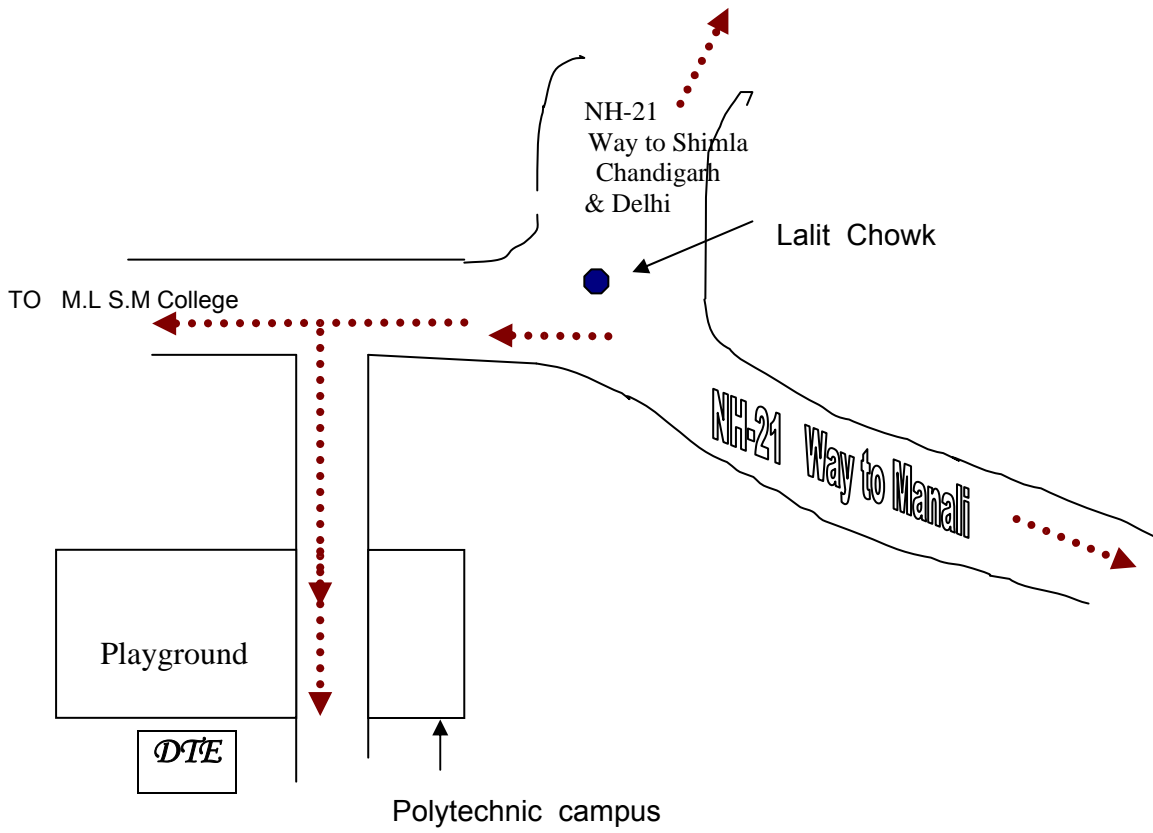 NH-21
Way to Shimla
Chandigarh
& Delhi
Lalit Chowk
TO M.L S.M College
NH-21 Way to Manali
Playground
DTE
Polytechnic campus